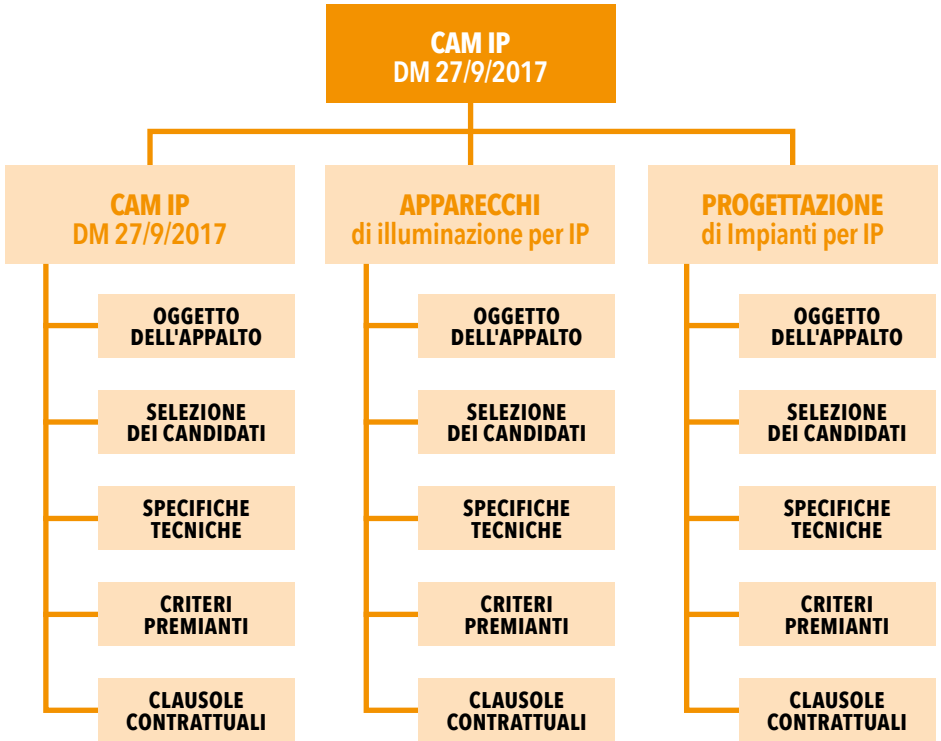 CAM IP
DM 27/9/2017
CAM IP
DM 27/9/2017
OGGETTO
DELL'APPALTO
SELEZIONE
DEI CANDIDATI
SPECIFICHE
TECNICHE
CRITERI
PREMIANTI
CLAUSOLE
CONTRATTUALI
APPARECCHI
di illuminazione per IP
OGGETTO
DELL'APPALTO
SELEZIONE
DEI CANDIDATI
SPECIFICHE
TECNICHE
CRITERI
PREMIANTI
CLAUSOLE
CONTRATTUALI
PROGETTAZIONE
di Impianti per IP
OGGETTO
DELL'APPALTO
SELEZIONE
DEI CANDIDATI
SPECIFICHE
TECNICHE
CRITERI
PREMIANTI
CLAUSOLE
CONTRATTUALI